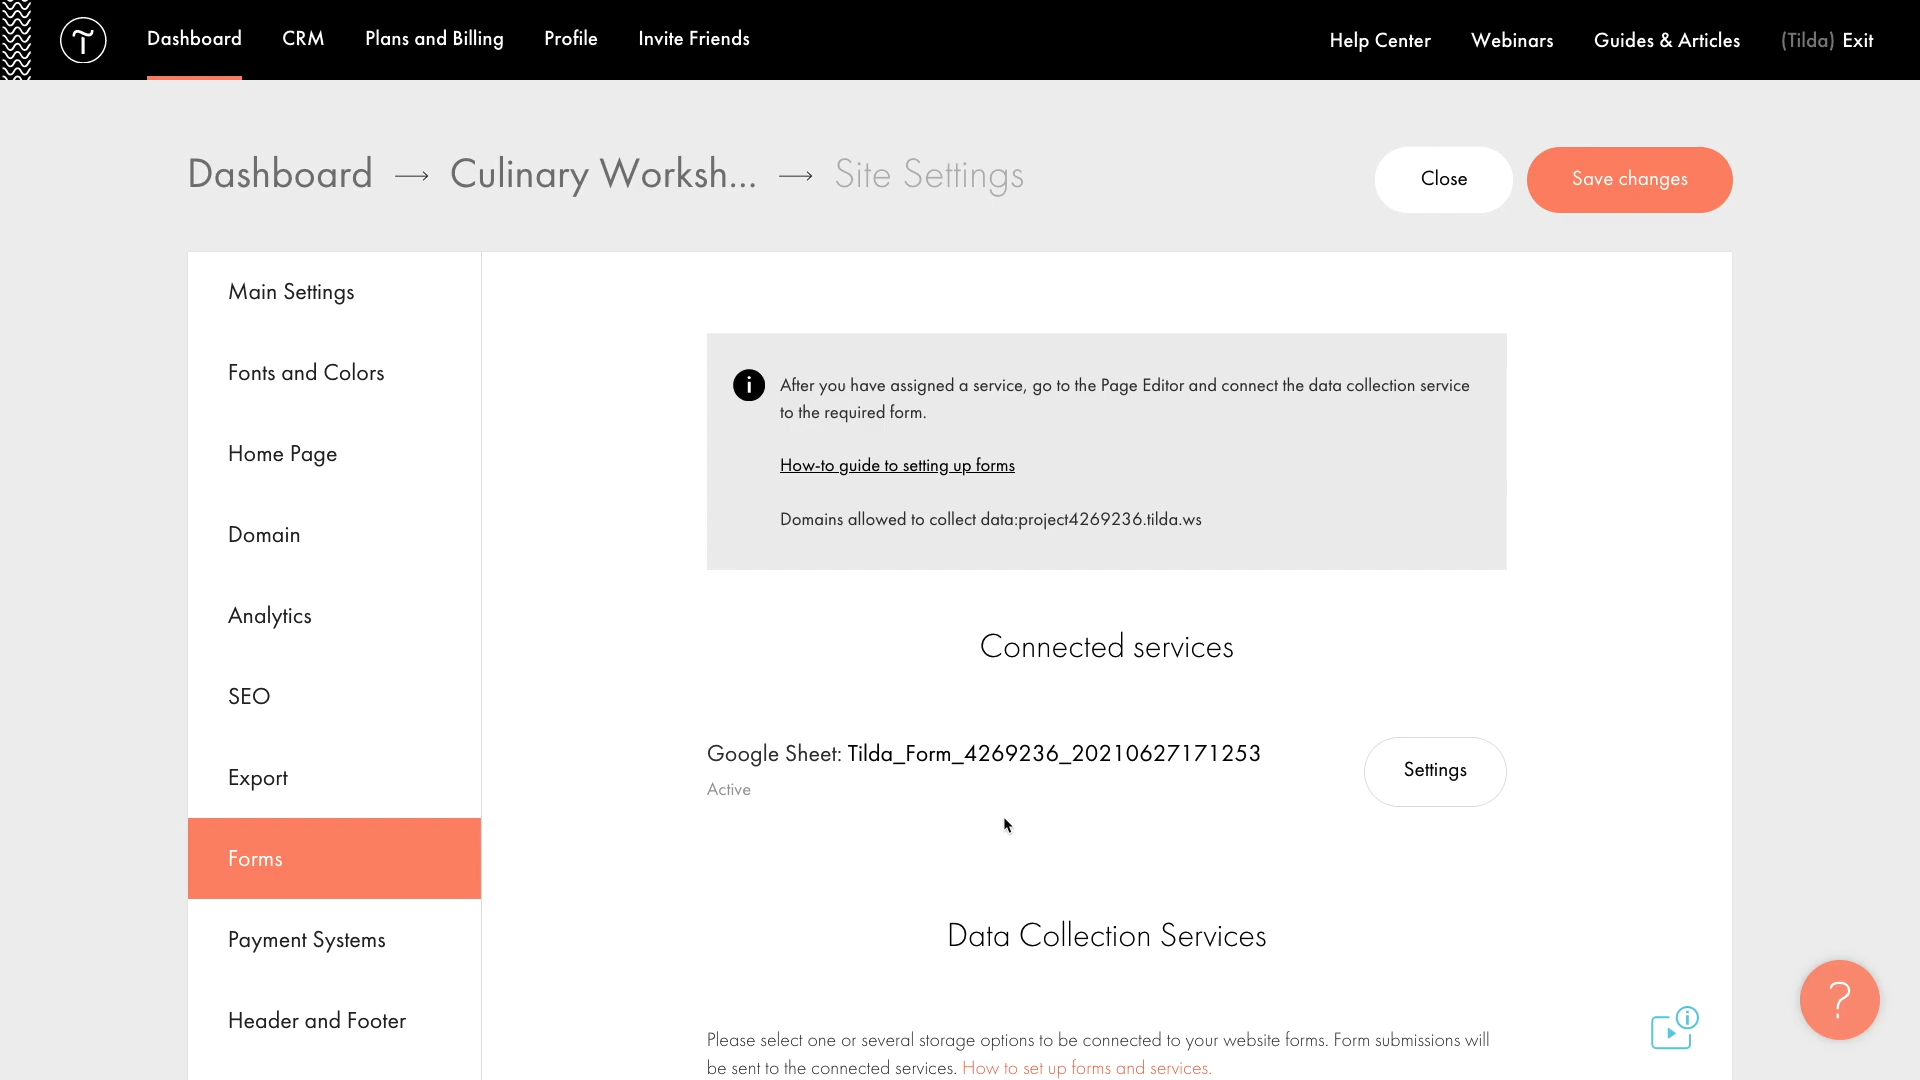 Dashboard CRM Plans and Billing Profile Invite Friends Help Center Webinars Guides & Articles (Tilda) Exit
Dashboard → Culinary Worksh... → Site Settings
Close
Save changes
Main Settings
Fonts and Colors
Home Page
Domain
Analytics
SEO
Export
Forms
Payment Systems
Header and Footer
After you have assigned a service, go to the Page Editor and connect the data collection service
to the required form.
How-to guide to setting up forms
Domains allowed to collect data:project4269236.tilda.ws
Connected services
Google Sheet: Tilda_Form_4269236_20210627171253
Active
Settings
Data Collection Services
Please select one or several storage options to be connected to your website forms. Form submissions will
be sent to the connected services. How to set up forms and services.
?